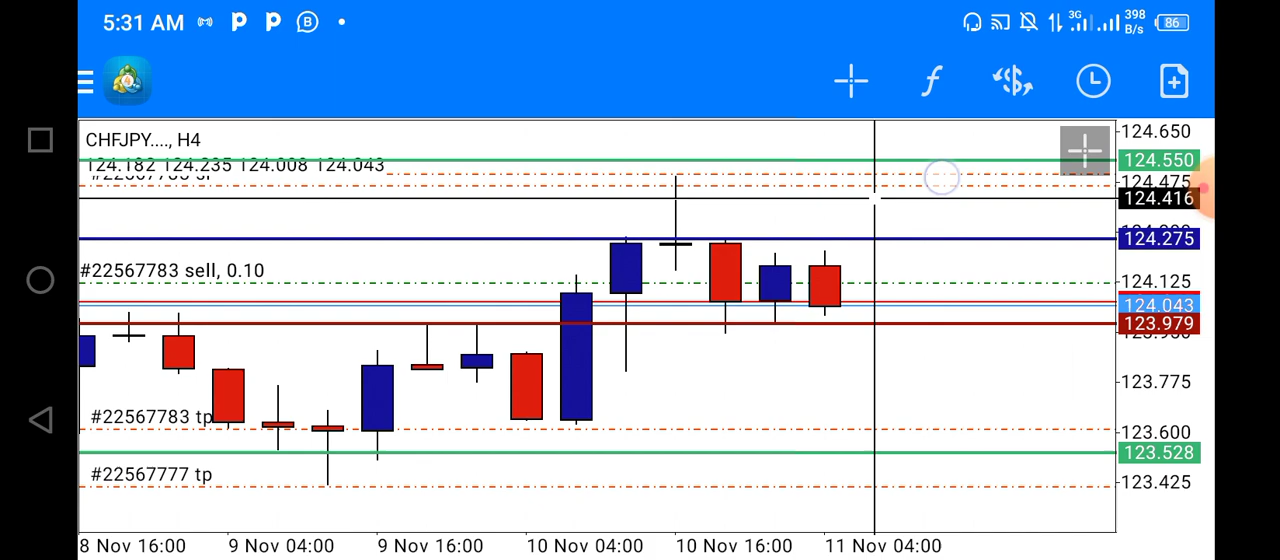 5:31 AM P P B 3G 398 B/s 86
f $
CHFJPY...., H4
124.182 124.235 124.008 124.043
124.650
124.550
124.475
124.416
124.275
#22567783 sell, 0.10
124.125
124.043
123.979
123.775
#22567783 tp
123.600
123.528
#22567777 tp
123.425
8 Nov 16:00 9 Nov 04:00 9 Nov 16:00 10 Nov 04:00 10 Nov 16:00 11 Nov 04:00